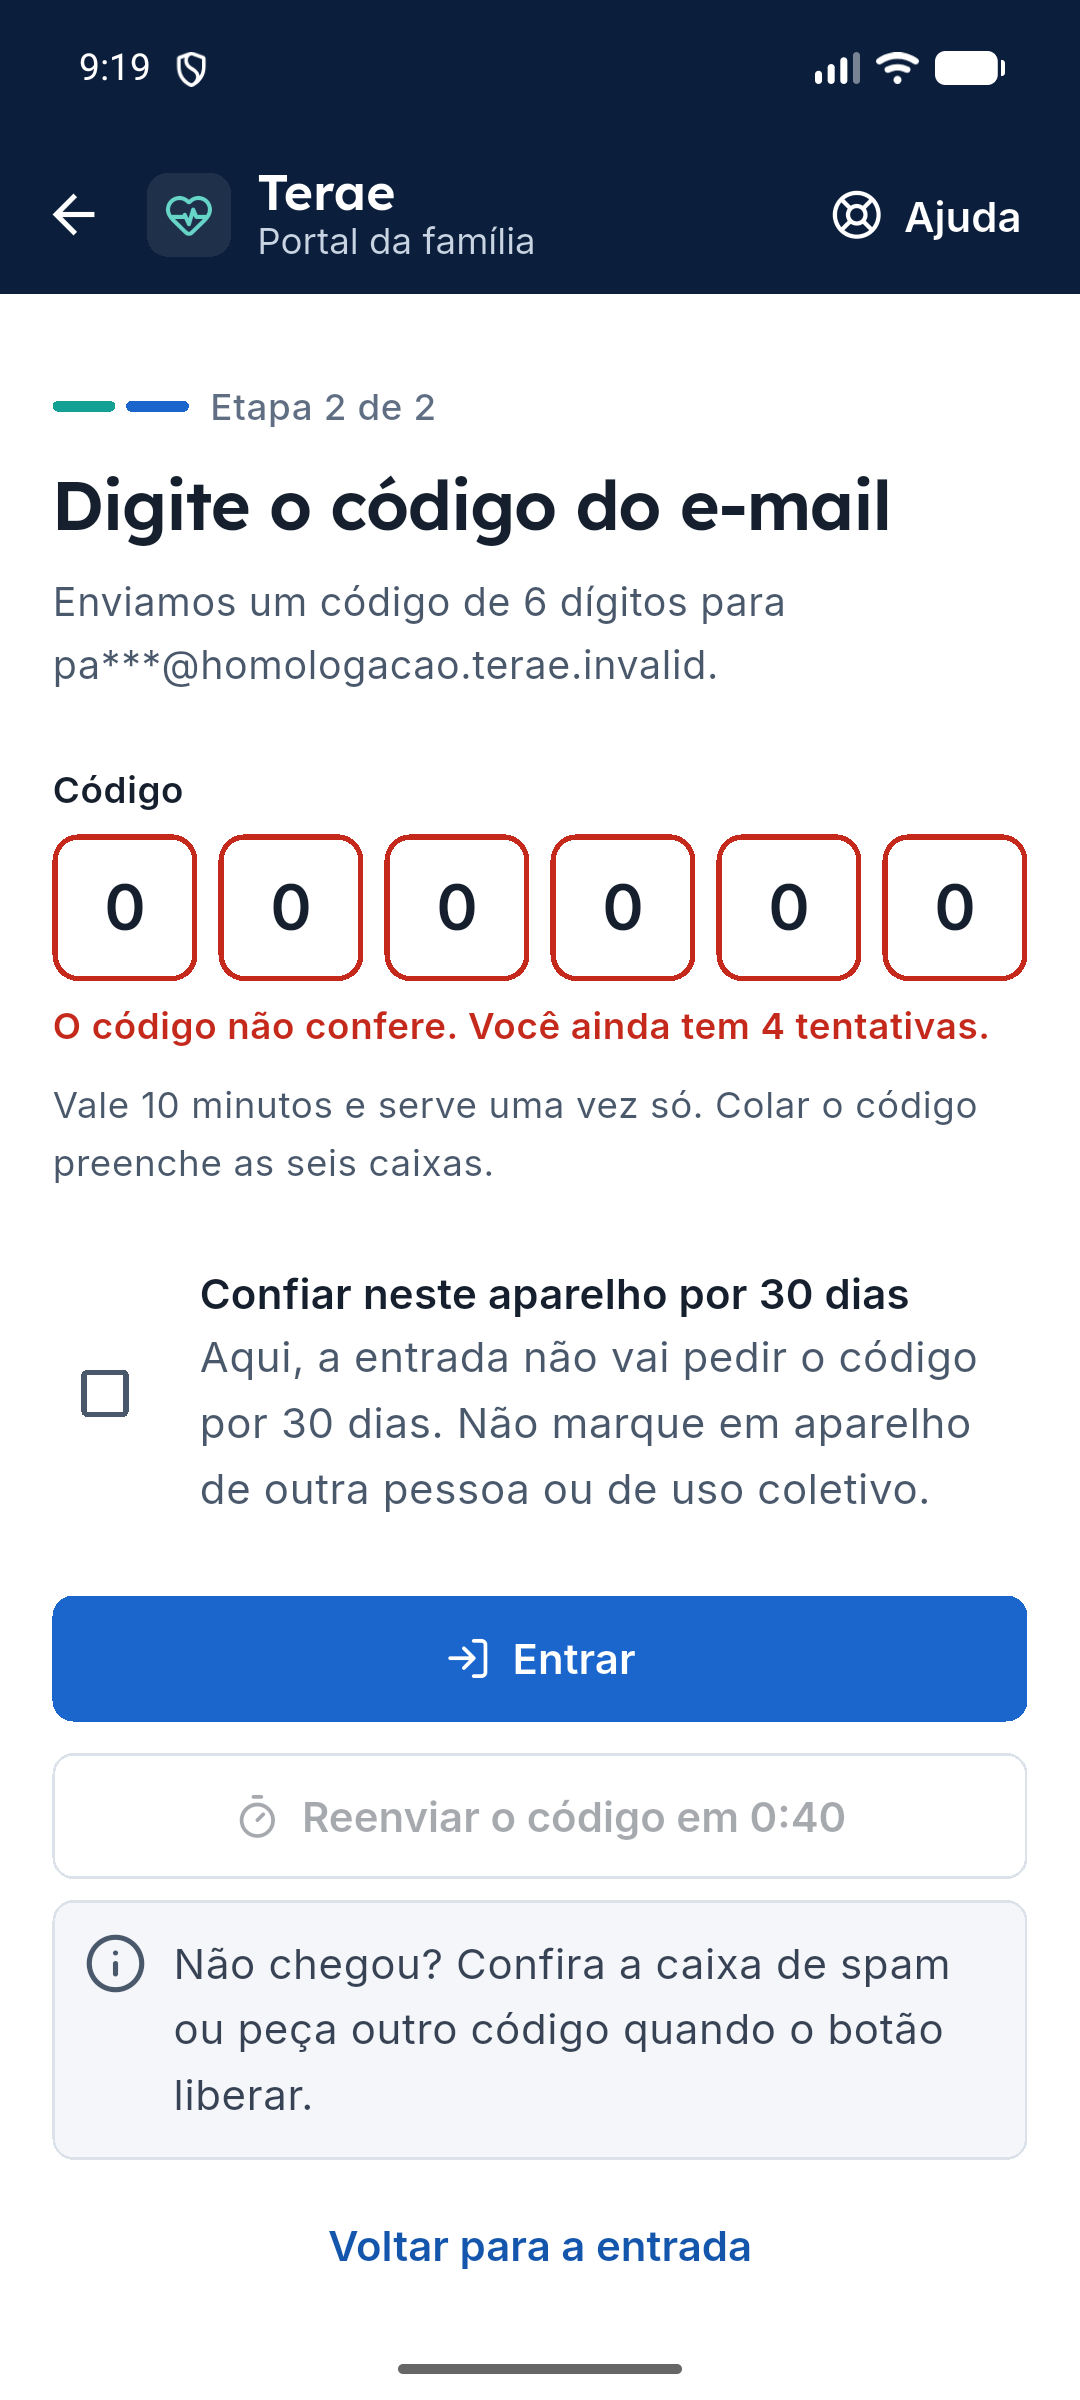 9:19
Terae
Portal da família
Ajuda
Etapa 2 de 2
Digite o código do e-mail
Enviamos um código de 6 dígitos para
pa***@homologacao.terae.invalid.
Código
0 0 0 0 0 0
O código não confere. Você ainda tem 4 tentativas.
Vale 10 minutos e serve uma vez só. Colar o código
preenche as seis caixas.
Confiar neste aparelho por 30 dias
Aqui, a entrada não vai pedir o código
por 30 dias. Não marque em aparelho
de outra pessoa ou de uso coletivo.
Entrar
Reenviar o código em 0:40
Não chegou? Confira a caixa de spam
ou peça outro código quando o botão
liberar.
Voltar para a entrada